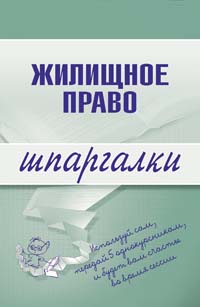 ЖИЛИЩНОЕ
ПРАВО
шпаргалки
Используй сам,
передай 5 однокурсникам,
и будет вам счастье
во время сессии